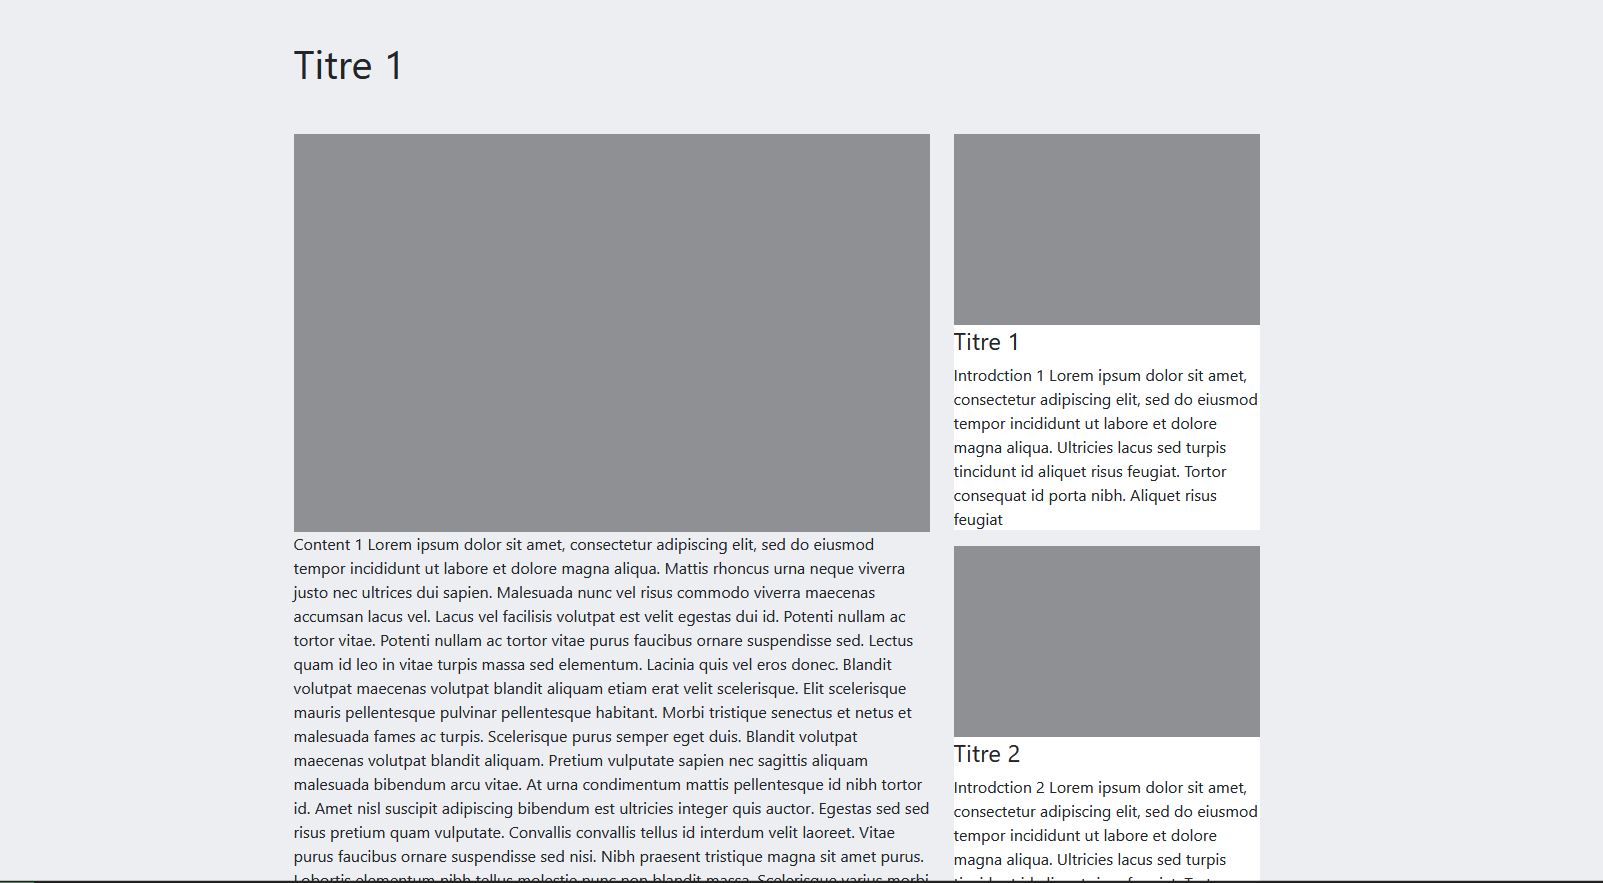 Titre 1
Content 1 Lorem ipsum dolor sit amet, consectetur adipiscing elit, sed do eiusmod
tempor incididunt ut labore et dolore magna aliqua. Mattis rhoncus urna neque viverra
justo nec ultrices dui sapien. Malesuada nunc vel risus commodo viverra maecenas
accumsan lacus vel. Lacus vel facilisis volutpat est velit egestas dui id. Potenti nullam ac
tortor vitae. Potenti nullam ac tortor vitae purus faucibus ornare suspendisse sed. Lectus
quam id leo in vitae turpis massa sed elementum. Lacinia quis vel eros donec. Blandit
volutpat maecenas volutpat blandit aliquam etiam erat velit scelerisque. Elit scelerisque
mauris pellentesque pulvinar pellentesque habitant. Morbi tristique senectus et netus et
malesuada fames ac turpis. Scelerisque purus semper eget duis. Blandit volutpat
maecenas volutpat blandit aliquam. Pretium vulputate sapien nec sagittis aliquam
malesuada bibendum arcu vitae. At urna condimentum mattis pellentesque id nibh tortor
id. Amet nisl suscipit adipiscing bibendum est ultricies integer quis auctor. Egestas sed sed
risus pretium quam vulputate. Convallis convallis tellus id interdum velit laoreet. Vitae
purus faucibus ornare suspendisse sed nisi. Nibh praesent tristique magna sit amet purus.
Lobortis elementum nibh tellus molestie nunc non blandit massa. Scelerisque varius morbi
Titre 1
Introdction 1 Lorem ipsum dolor sit amet,
consectetur adipiscing elit, sed do eiusmod
tempor incididunt ut labore et dolore
magna aliqua. Ultricies lacus sed turpis
tincidunt id aliquet risus feugiat. Tortor
consequat id porta nibh. Aliquet risus
feugiat
Titre 2
Introdction 2 Lorem ipsum dolor sit amet,
consectetur adipiscing elit, sed do eiusmod
tempor incididunt ut labore et dolore
magna aliqua. Ultricies lacus sed turpis